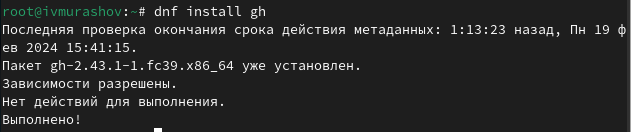 root@ivmurashov:~# dnf install gh
Последняя проверка окончания срока действия метаданных: 1:13:23 назад, Пн 19 ф
ев 2024 15:41:15.
Пакет gh-2.43.1-1.fc39.x86_64 уже установлен.
Зависимости разрешены.
Нет действий для выполнения.
Выполнено!